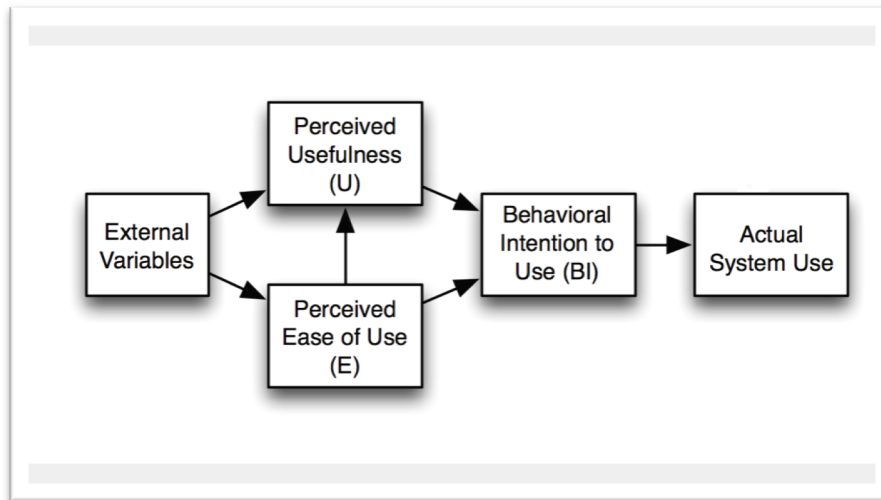 Perceived
Usefulness
(U)
External
Variables
Perceived
Ease of Use
(E)
Behavioral
Intention to
Use (BI)
Actual
System Use